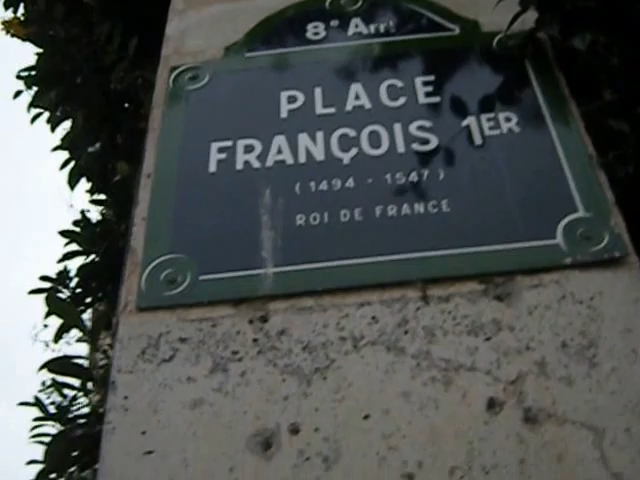 8e Arrt
PLACE
FRANÇOIS 1ER
(1494 - 1547)
ROI DE FRANCE